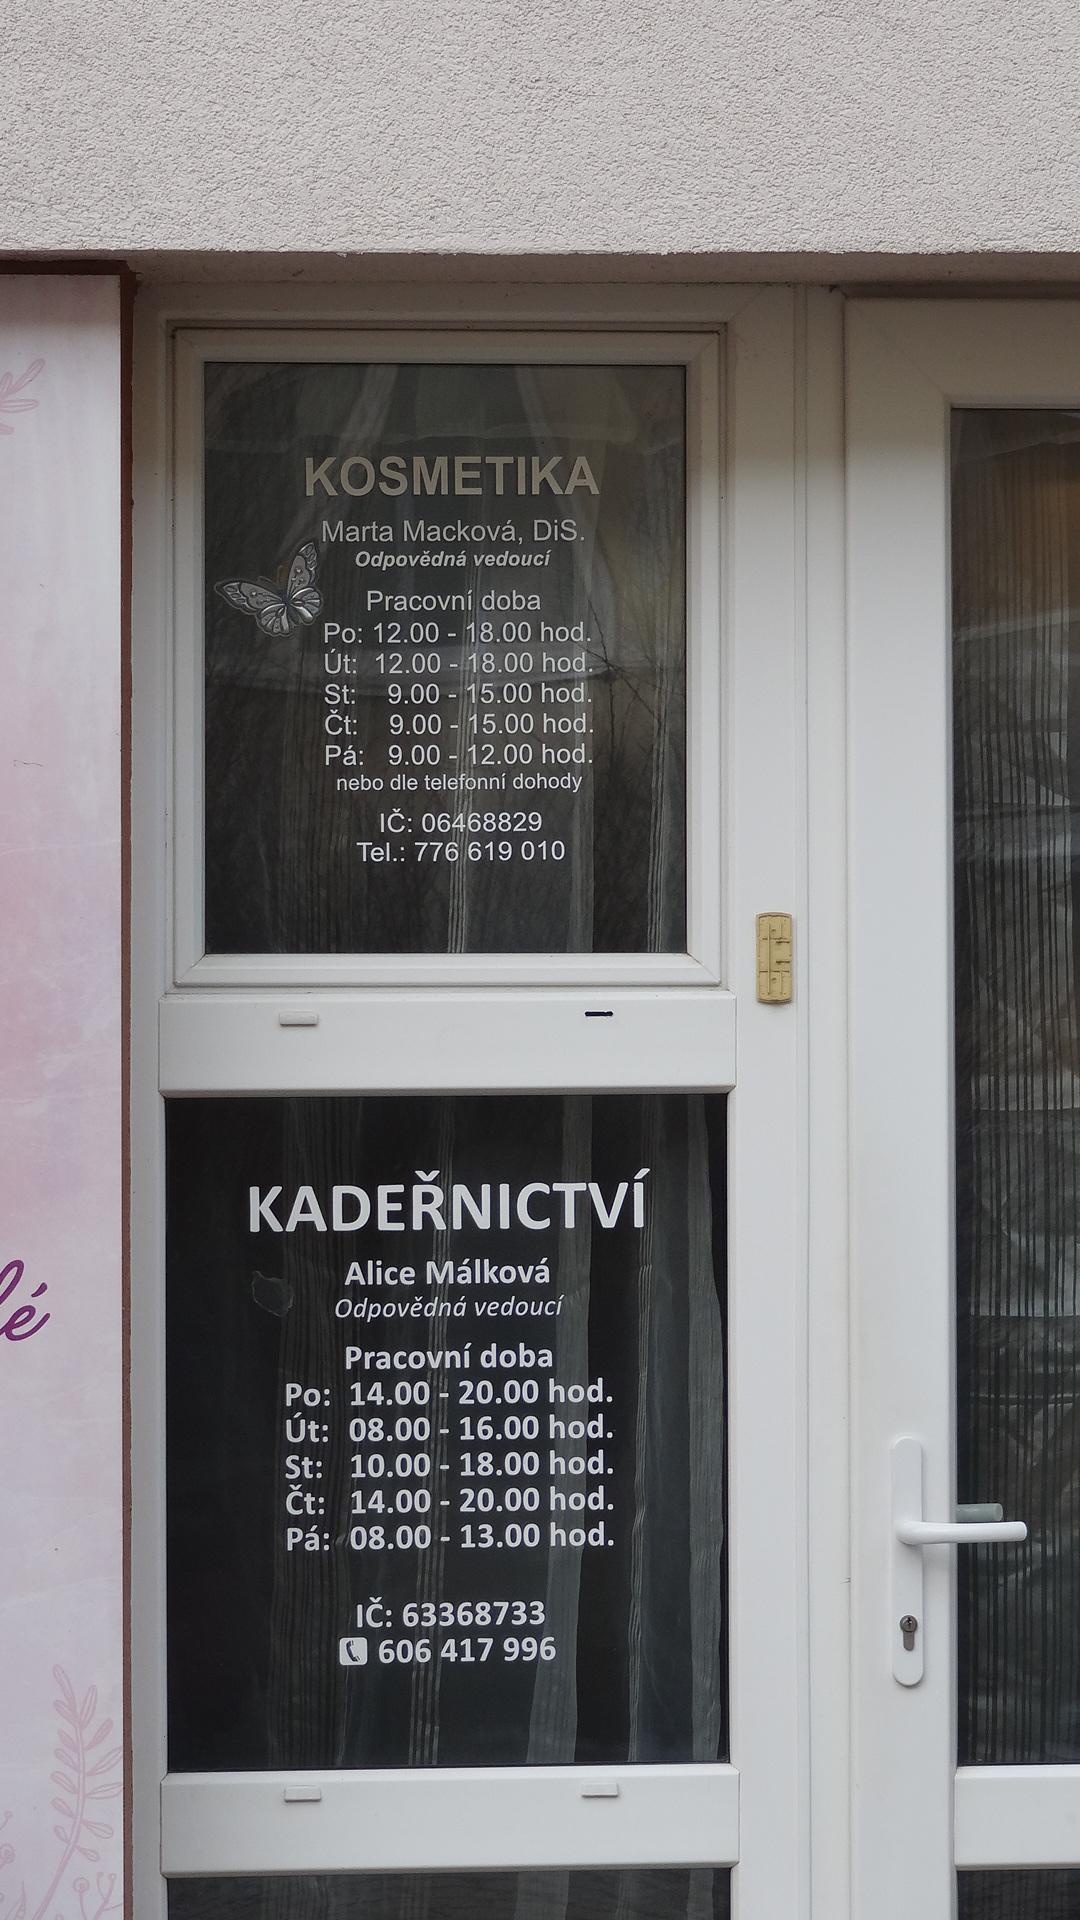 KOSMETIKA
Marta Macková, DiS.
Odpovědná vedoucí
Pracovní doba
Po: 12.00 - 18.00 hod.
Út: 12.00 - 18.00 hod.
St: 9.00 - 15.00 hod.
Čt: 9.00 - 15.00 hod.
Pá: 9.00 - 12.00 hod.
nebo dle telefonní dohody
IČ: 06468829
Tel.: 776 619 010
KADEŘNICTVÍ
Alice Málková
Odpovědná vedoucí
Pracovní doba
Po: 14.00 - 20.00 hod.
Út: 08.00 - 16.00 hod.
St: 10.00 - 18.00 hod.
Čt: 14.00 - 20.00 hod.
Pá: 08.00 - 13.00 hod.
IČ: 63368733
606 417 996